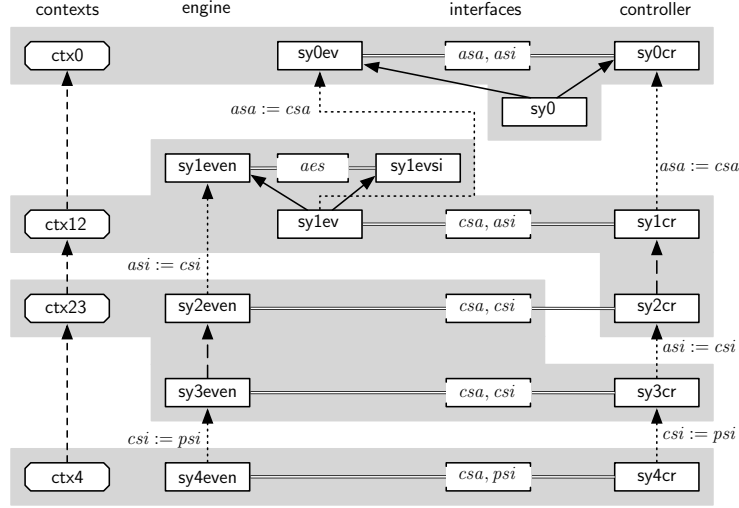 contexts engine interfaces controller
ctx0 sy0ev asa, asi sy0cr
asa := csa sy0
sy1even aes sy1evsi asa := csa
ctx12 sy1ev csa, asi sy1cr
asi := csi
ctx23 sy2even csa, csi sy2cr
asi := csi
sy3even csa, csi sy3cr
csi := psi csi := psi
ctx4 sy4even csa, psi sy4cr